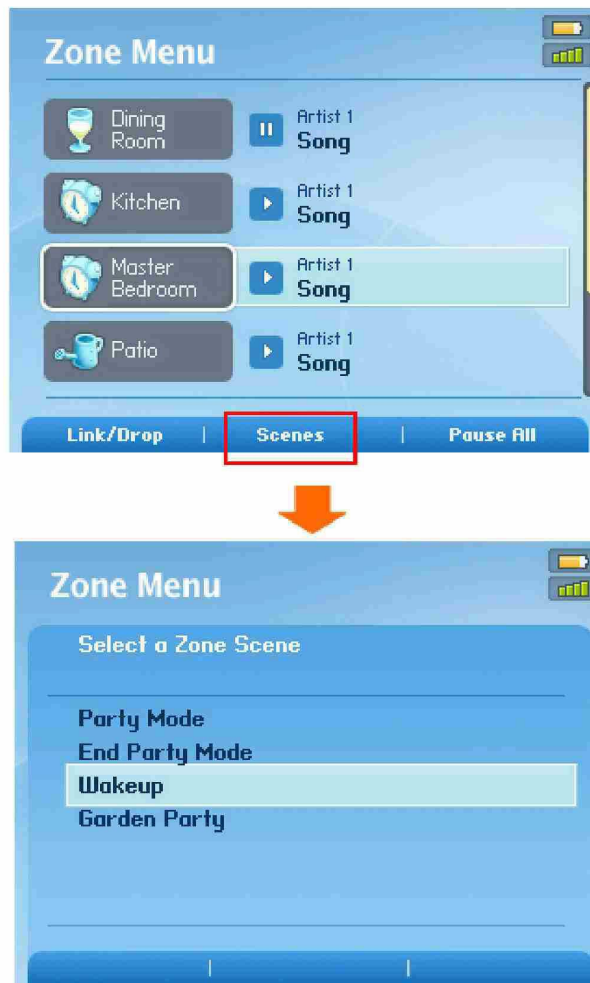 Zone Menu
Dining
Room
Artist 1
Song
Kitchen
Artist 1
Song
Master
Bedroom
Artist 1
Song
Patio
Artist 1
Song
Link/Drop | Scenes | Pause All
Zone Menu
Select a Zone Scene
Party Mode
End Party Mode
Wakeup
Garden Party